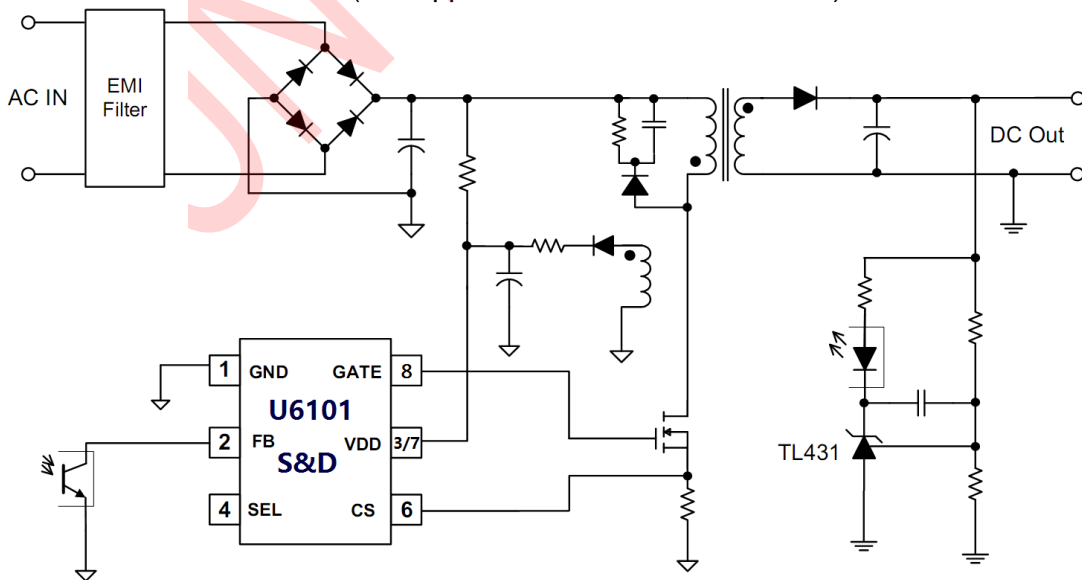 AC IN
EMI
Filter
DC Out
1 GND GATE 8
U6101
2 FB VDD 3/7
S&D
4 SEL CS 6
TL431